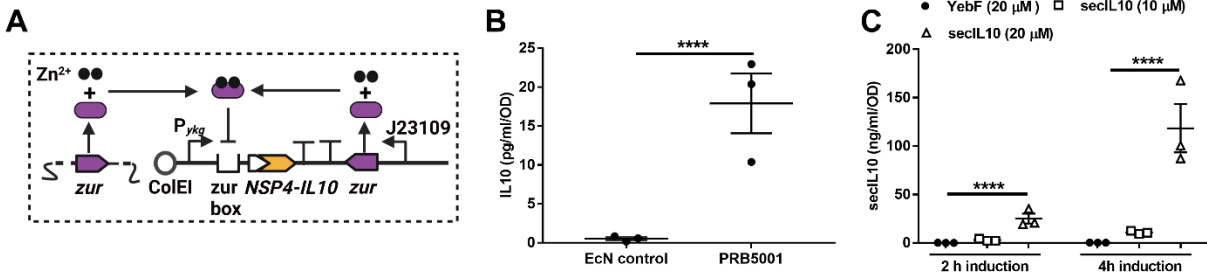 A
Zn2+
+
+
Pykg
J23109
zur
ColEI
zur
box
NSP4-IL10
zur
B
IL10 (pg/ml/OD)
25
20
15
10
5
0
****
EcN control
PRB5001
C
YebF (20 μM )
secIL10 (10 μM)
secIL10 (20 μM)
secIL10 (ng/ml/OD)
200
150
100
50
0
****
****
2 h induction
4h induction